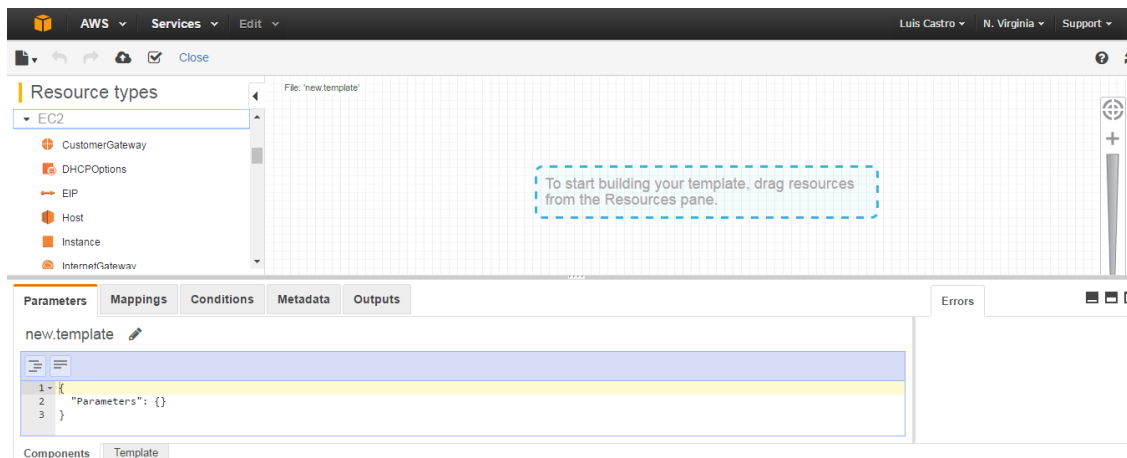 AWS Services Edit Luis Castro N. Virginia Support
Close
Resource types
File: 'new.template'
EC2
CustomerGateway
DHCPOptions
EIP
Host
Instance
InternetGateway
To start building your template, drag resources
from the Resources pane.
Parameters Mappings Conditions Metadata Outputs Errors
new.template
1 {
2 "Parameters": {}
3 }
Components Template